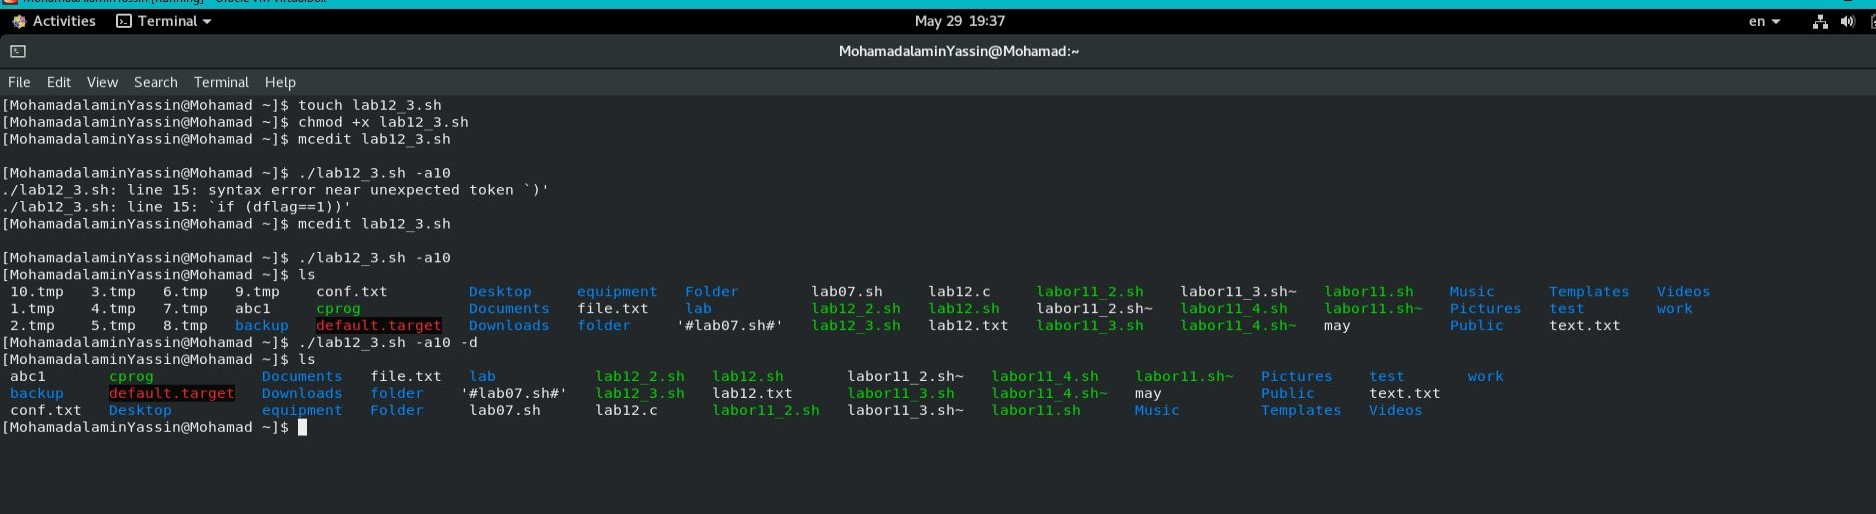 MohamadAlaminYassin [Running] - Oracle VM VirtualBox
Activities Terminal May 29 19:37 en
MohamadalaminYassin@Mohamad:~
File Edit View Search Terminal Help
[MohamadalaminYassin@Mohamad ~]$ touch lab12_3.sh
[MohamadalaminYassin@Mohamad ~]$ chmod +x lab12_3.sh
[MohamadalaminYassin@Mohamad ~]$ mcedit lab12_3.sh
[MohamadalaminYassin@Mohamad ~]$ ./lab12_3.sh -a10
./lab12_3.sh: line 15: syntax error near unexpected token `)'
./lab12_3.sh: line 15: `if (dflag==1))'
[MohamadalaminYassin@Mohamad ~]$ mcedit lab12_3.sh
[MohamadalaminYassin@Mohamad ~]$ ./lab12_3.sh -a10
[MohamadalaminYassin@Mohamad ~]$ ls
10.tmp 3.tmp 6.tmp 9.tmp conf.txt Desktop equipment Folder lab07.sh lab12.c labor11_2.sh labor11_3.sh~ labor11.sh Music Templates Videos
1.tmp 4.tmp 7.tmp abc1 cprog Documents file.txt lab lab12_2.sh lab12.sh labor11_2.sh~ labor11_4.sh labor11.sh~ Pictures test work
2.tmp 5.tmp 8.tmp backup default.target Downloads folder '#lab07.sh#' lab12_3.sh lab12.txt labor11_3.sh labor11_4.sh~ may Public text.txt
[MohamadalaminYassin@Mohamad ~]$ ./lab12_3.sh -a10 -d
[MohamadalaminYassin@Mohamad ~]$ ls
abc1 cprog Documents file.txt lab lab12_2.sh lab12.sh labor11_2.sh~ labor11_4.sh labor11.sh~ Pictures test work
backup default.target Downloads folder '#lab07.sh#' lab12_3.sh lab12.txt labor11_3.sh labor11_4.sh~ may Public text.txt
conf.txt Desktop equipment Folder lab07.sh lab12.c labor11_2.sh labor11_3.sh~ labor11.sh Music Templates Videos
[MohamadalaminYassin@Mohamad ~]$